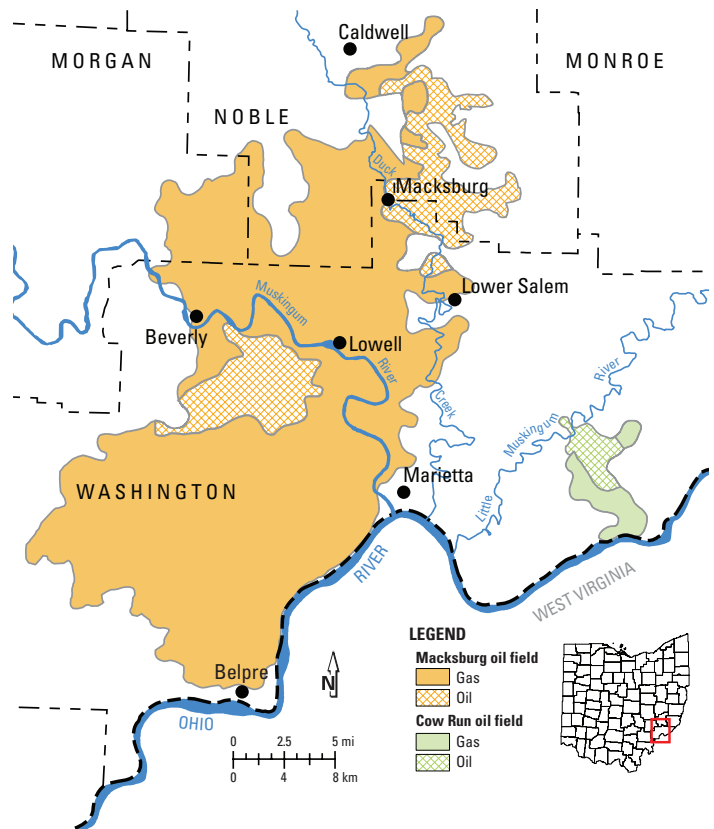 Caldwell
MORGAN
MONROE
NOBLE
Duck
Macksburg
Lower Salem
Muskingum
Beverly
Lowell
River
Creek
River
Muskingum
Little
Marietta
WASHINGTON
RIVER
WEST VIRGINIA
Belpre
OHIO
N
0 2.5 5 mi
0 4 8 km
LEGEND
Macksburg oil field
Gas
Oil
Cow Run oil field
Gas
Oil